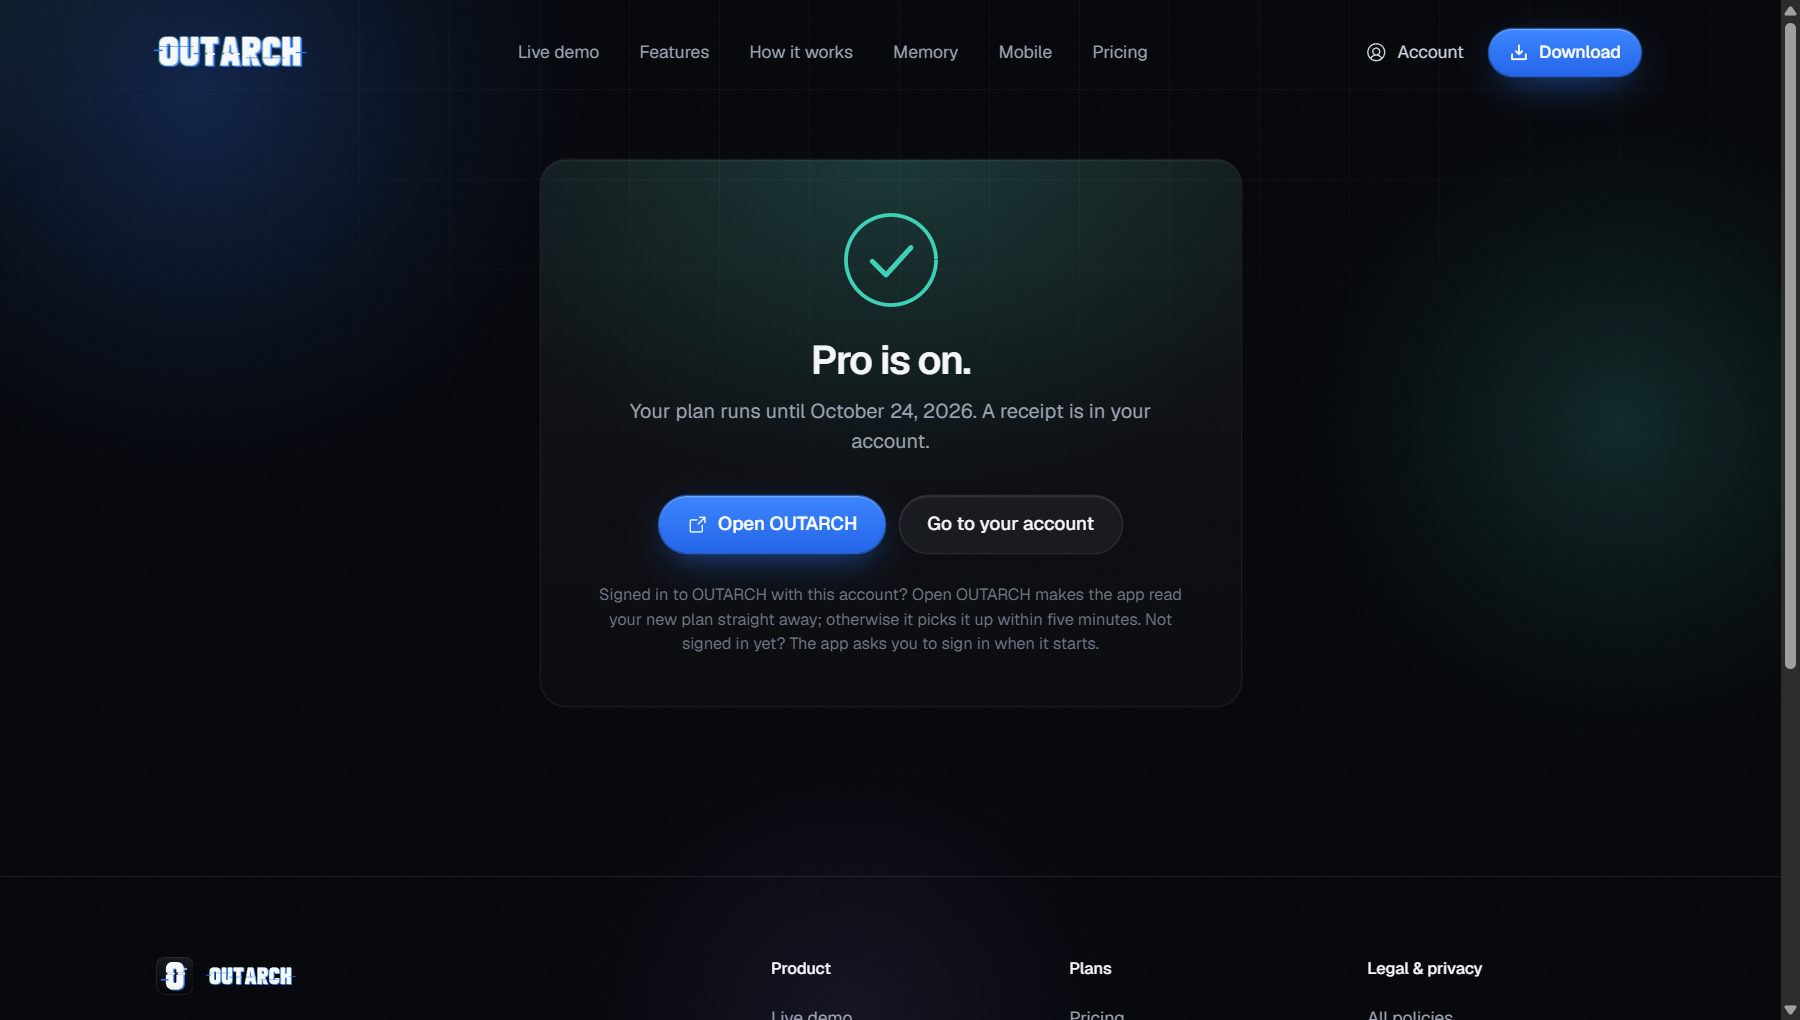 OUTARCH
Live demo
Features
How it works
Memory
Mobile
Pricing
Account
Download
Pro is on.
Your plan runs until October 24, 2026. A receipt is in your
account.
Open OUTARCH
Go to your account
Signed in to OUTARCH with this account? Open OUTARCH makes the app read
your new plan straight away; otherwise it picks it up within five minutes. Not
signed in yet? The app asks you to sign in when it starts.
OUTARCH
Product
Plans
Legal & privacy
Live demo
Pricing
All policies